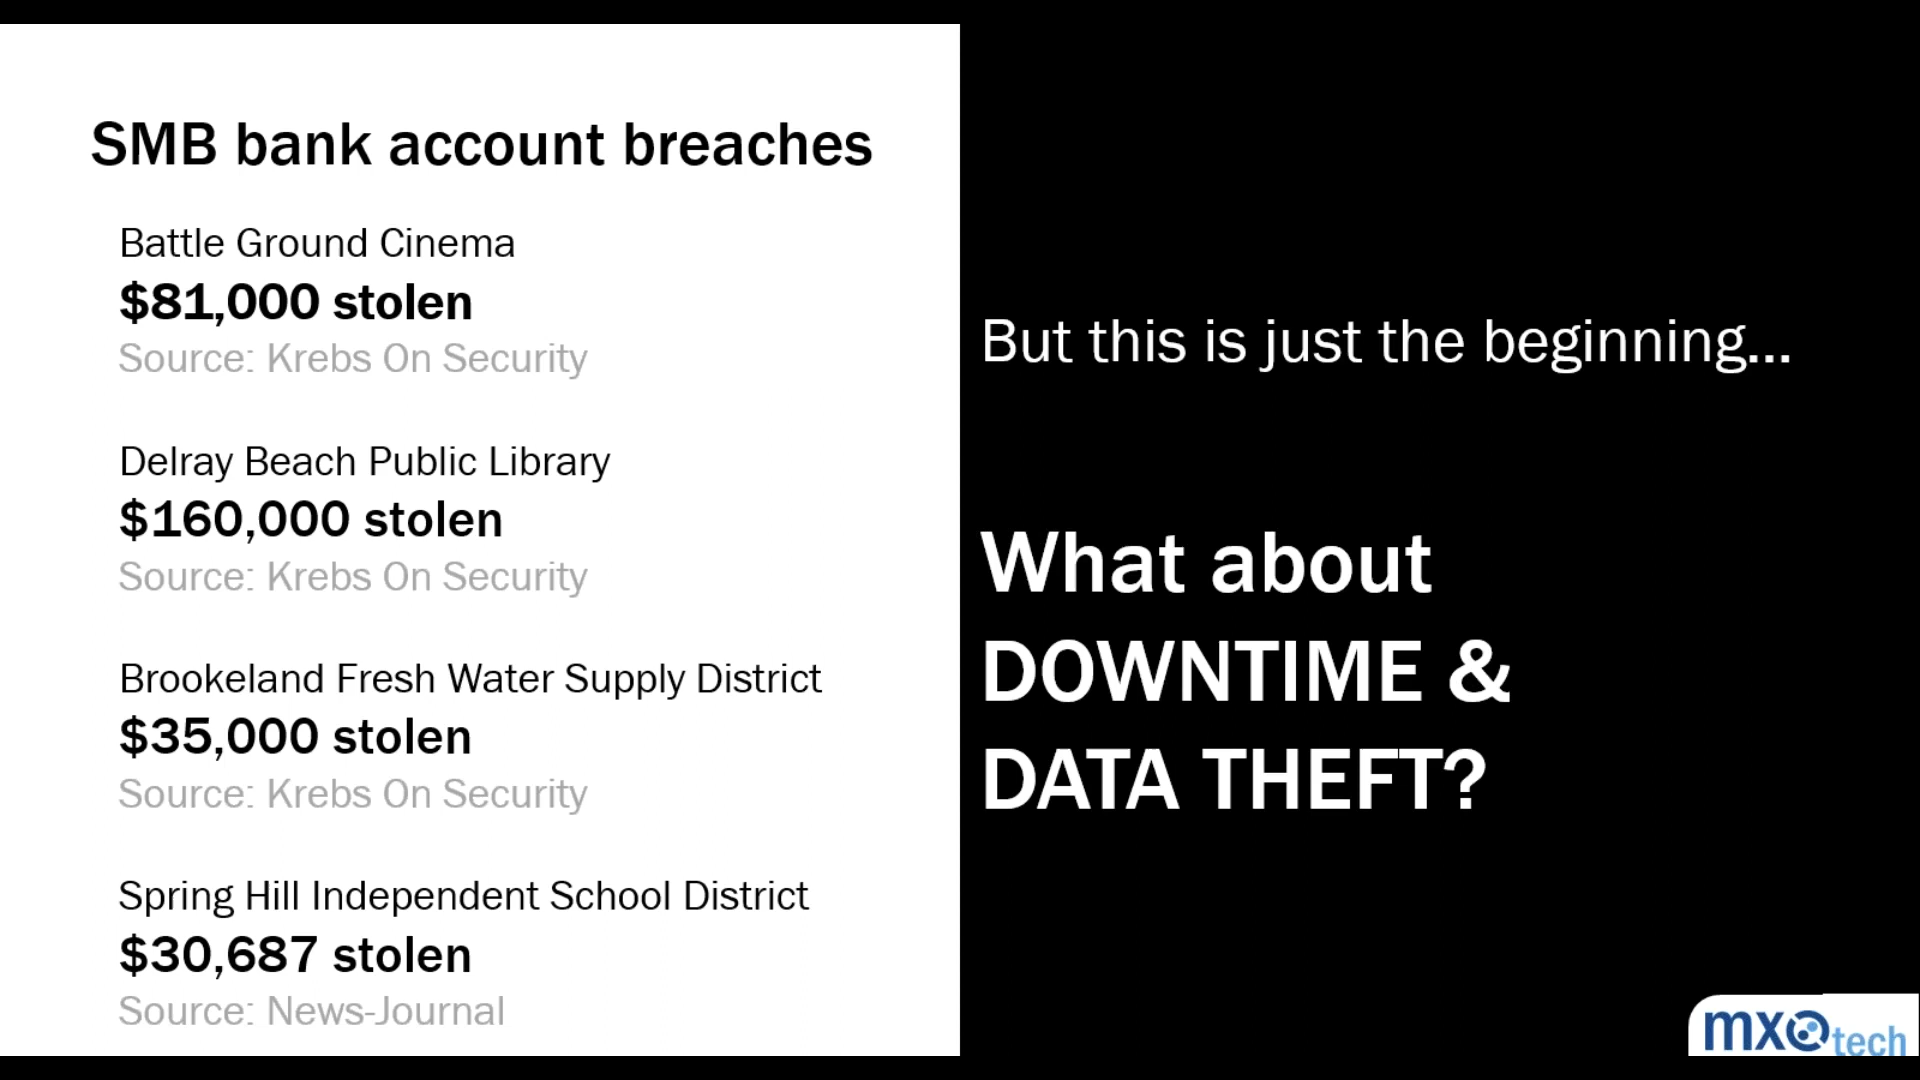 SMB bank account breaches
Battle Ground Cinema
$81,000 stolen
Source: Krebs On Security
Delray Beach Public Library
$160,000 stolen
Source: Krebs On Security
Brookeland Fresh Water Supply District
$35,000 stolen
Source: Krebs On Security
Spring Hill Independent School District
$30,687 stolen
Source: News-Journal
But this is just the beginning...
What about
DOWNTIME &
DATA THEFT?
mxotech